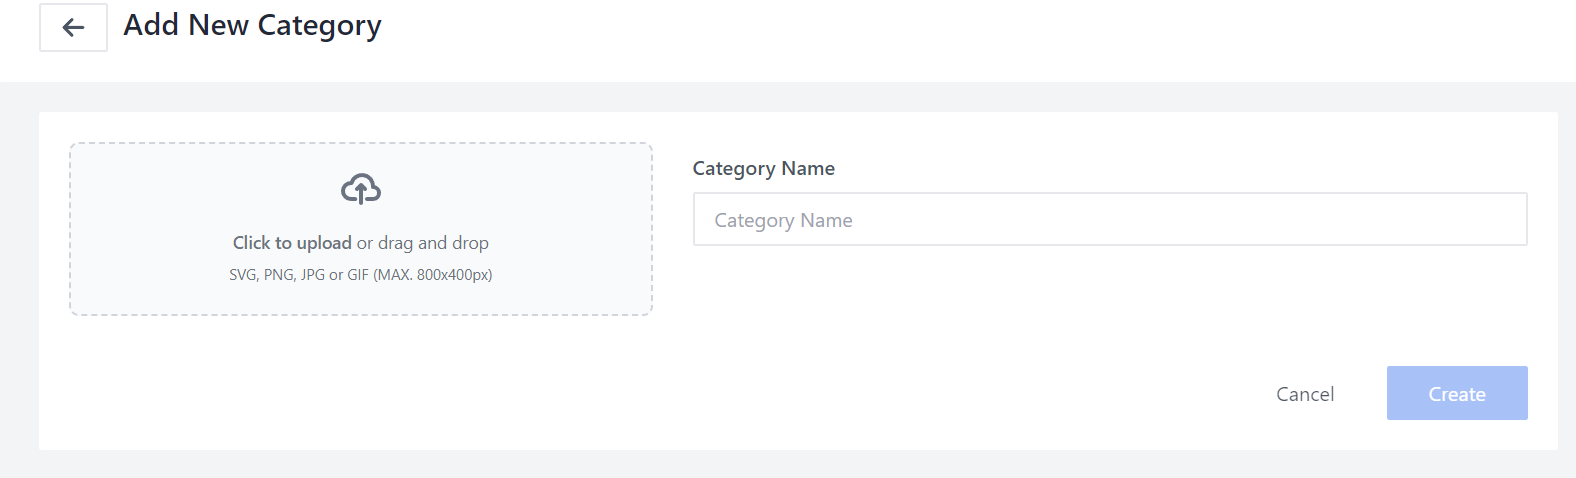 Add New Category
Click to upload or drag and drop
SVG, PNG, JPG or GIF (MAX. 800x400px)
Category Name
Category Name
Cancel
Create